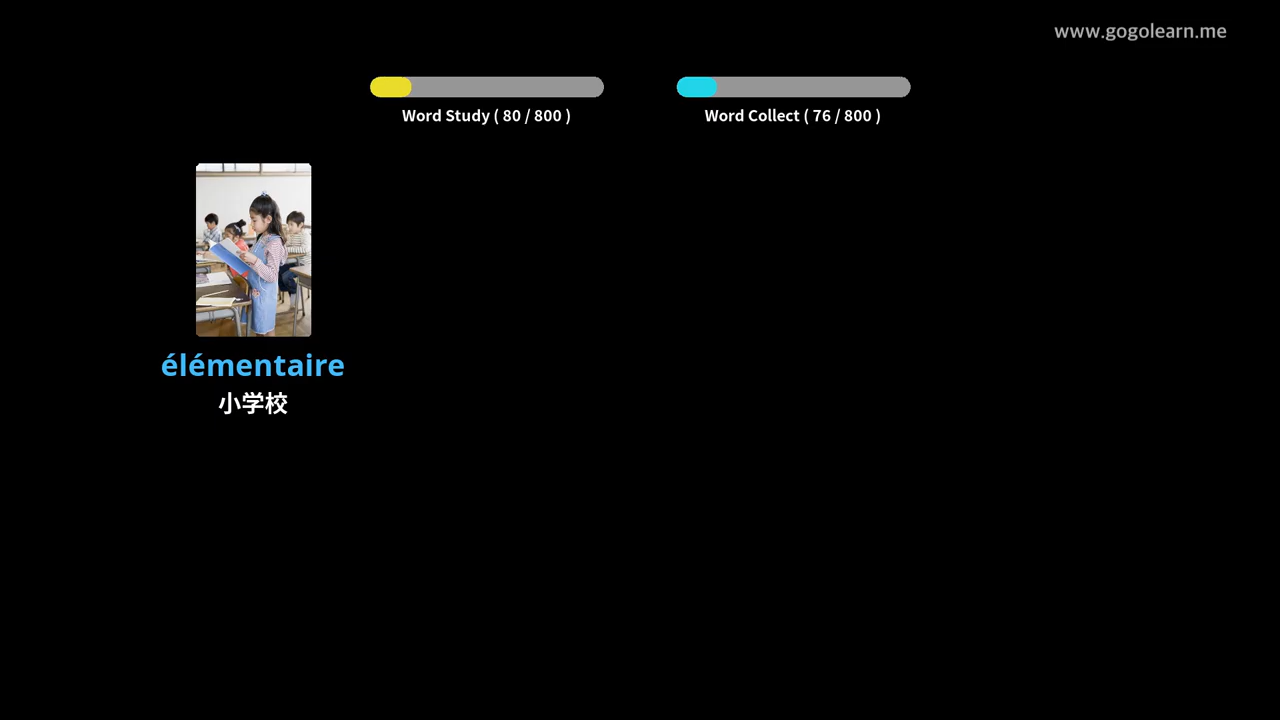 www.gogolearn.me
Word Study ( 80 / 800 )
Word Collect ( 76 / 800 )
élémentaire
小学校